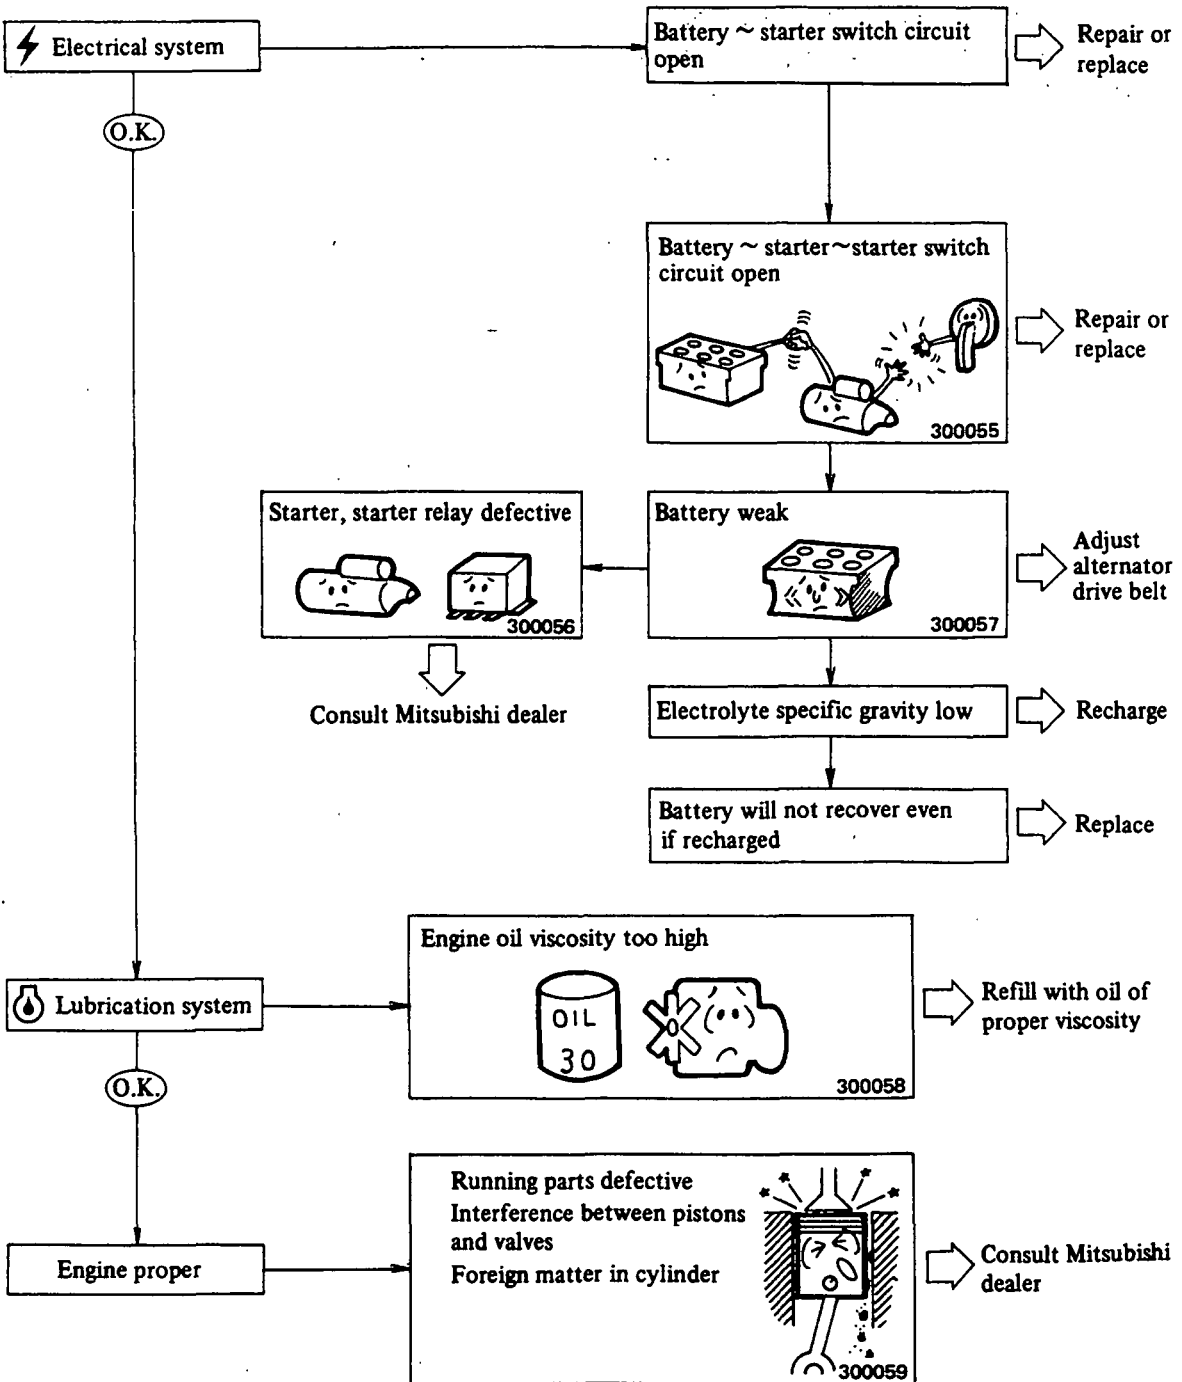 Electrical system
Battery ~ starter switch circuit
open
Repair or
replace
O.K.
Battery ~ starter~starter switch
circuit open
300055
Repair or
replace
Starter, starter relay defective
300056
Consult Mitsubishi dealer
Battery weak
300057
Adjust
alternator
drive belt
Electrolyte specific gravity low
Recharge
Battery will not recover even
if recharged
Replace
Lubrication system
Engine oil viscosity too high
OIL
30
300058
Refill with oil of
proper viscosity
O.K.
Engine proper
Running parts defective
Interference between pistons
and valves
Foreign matter in cylinder
300059
Consult Mitsubishi
dealer